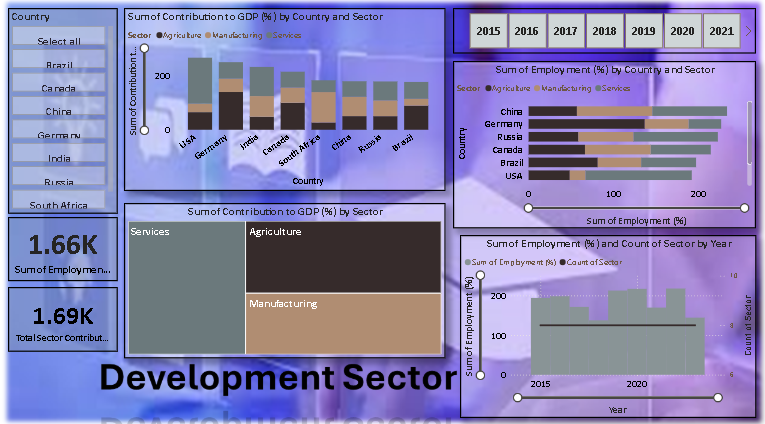 Country
Select all
Brazil
Canada
China
Germany
India
Russia
South Africa
1.66K
Sum of Employmen...
1.69K
Total Sector Contribut...
Sum of Contribution to GDP (%) by Country and Sector
Sector Agriculture Manufacturing Services
Sum of Contribution t...
200
0
USA Germany India Canada South Africa China Russia Brazil
Country
Sum of Contribution to GDP (%) by Sector
Services
Agriculture
Manufacturing
Development Sector
2015 2016 2017 2018 2019 2020 2021
Sum of Employment (%) by Country and Sector
Sector Agriculture Manufacturing Services
Country
China
Germany
Russia
Canada
Brazil
USA
0 100 200
Sum of Employment (%)
Sum of Employment (%) and Count of Sector by Year
Sum of Employment (%) Count of Sector
Sum of Employment (%)
200
100
0
10
8
6
Count of Sector
2015 2020
Year